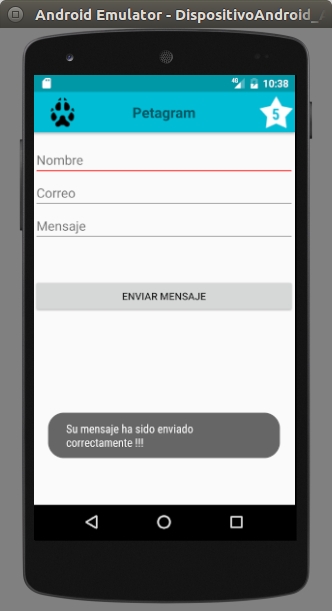 Android Emulator - DispositivoAndroid_
10:38
Petagram
5
Nombre
Correo
Mensaje
ENVIAR MENSAJE
Su mensaje ha sido enviado
correctamente !!!